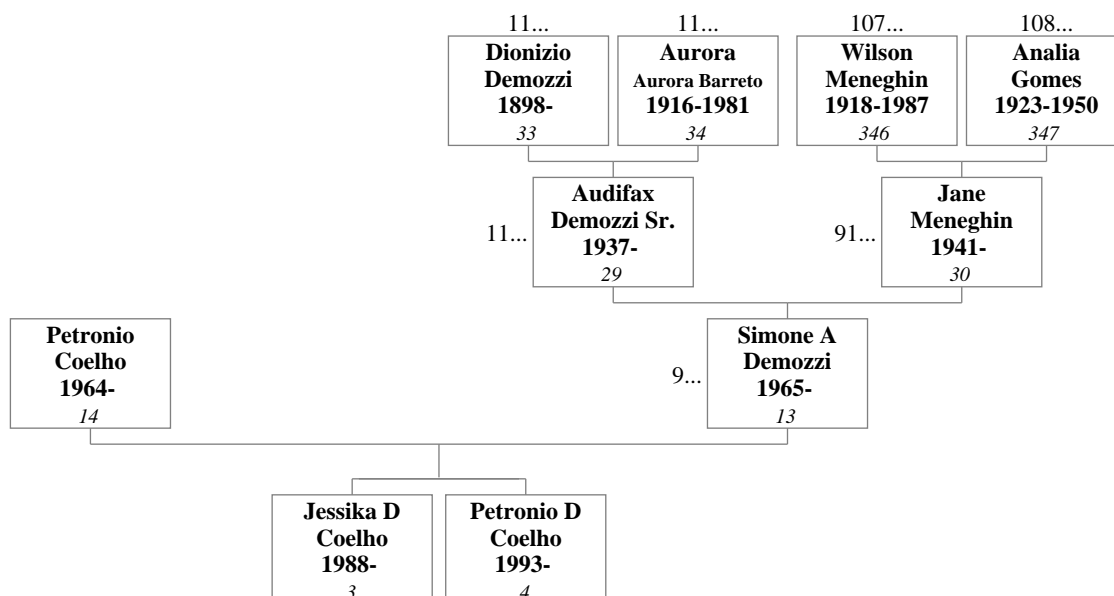 11...
11...
107...
108...
Dionizio
Demozzi
1898-
33
Aurora
Aurora Barreto
1916-1981
34
Wilson
Meneghin
1918-1987
346
Analia
Gomes
1923-1950
347
11...
Audifax
Demozzi Sr.
1937-
29
91...
Jane
Meneghin
1941-
30
Petronio
Coelho
1964-
14
9...
Simone A
Demozzi
1965-
13
Jessika D
Coelho
1988-
3
Petronio D
Coelho
1993-
4